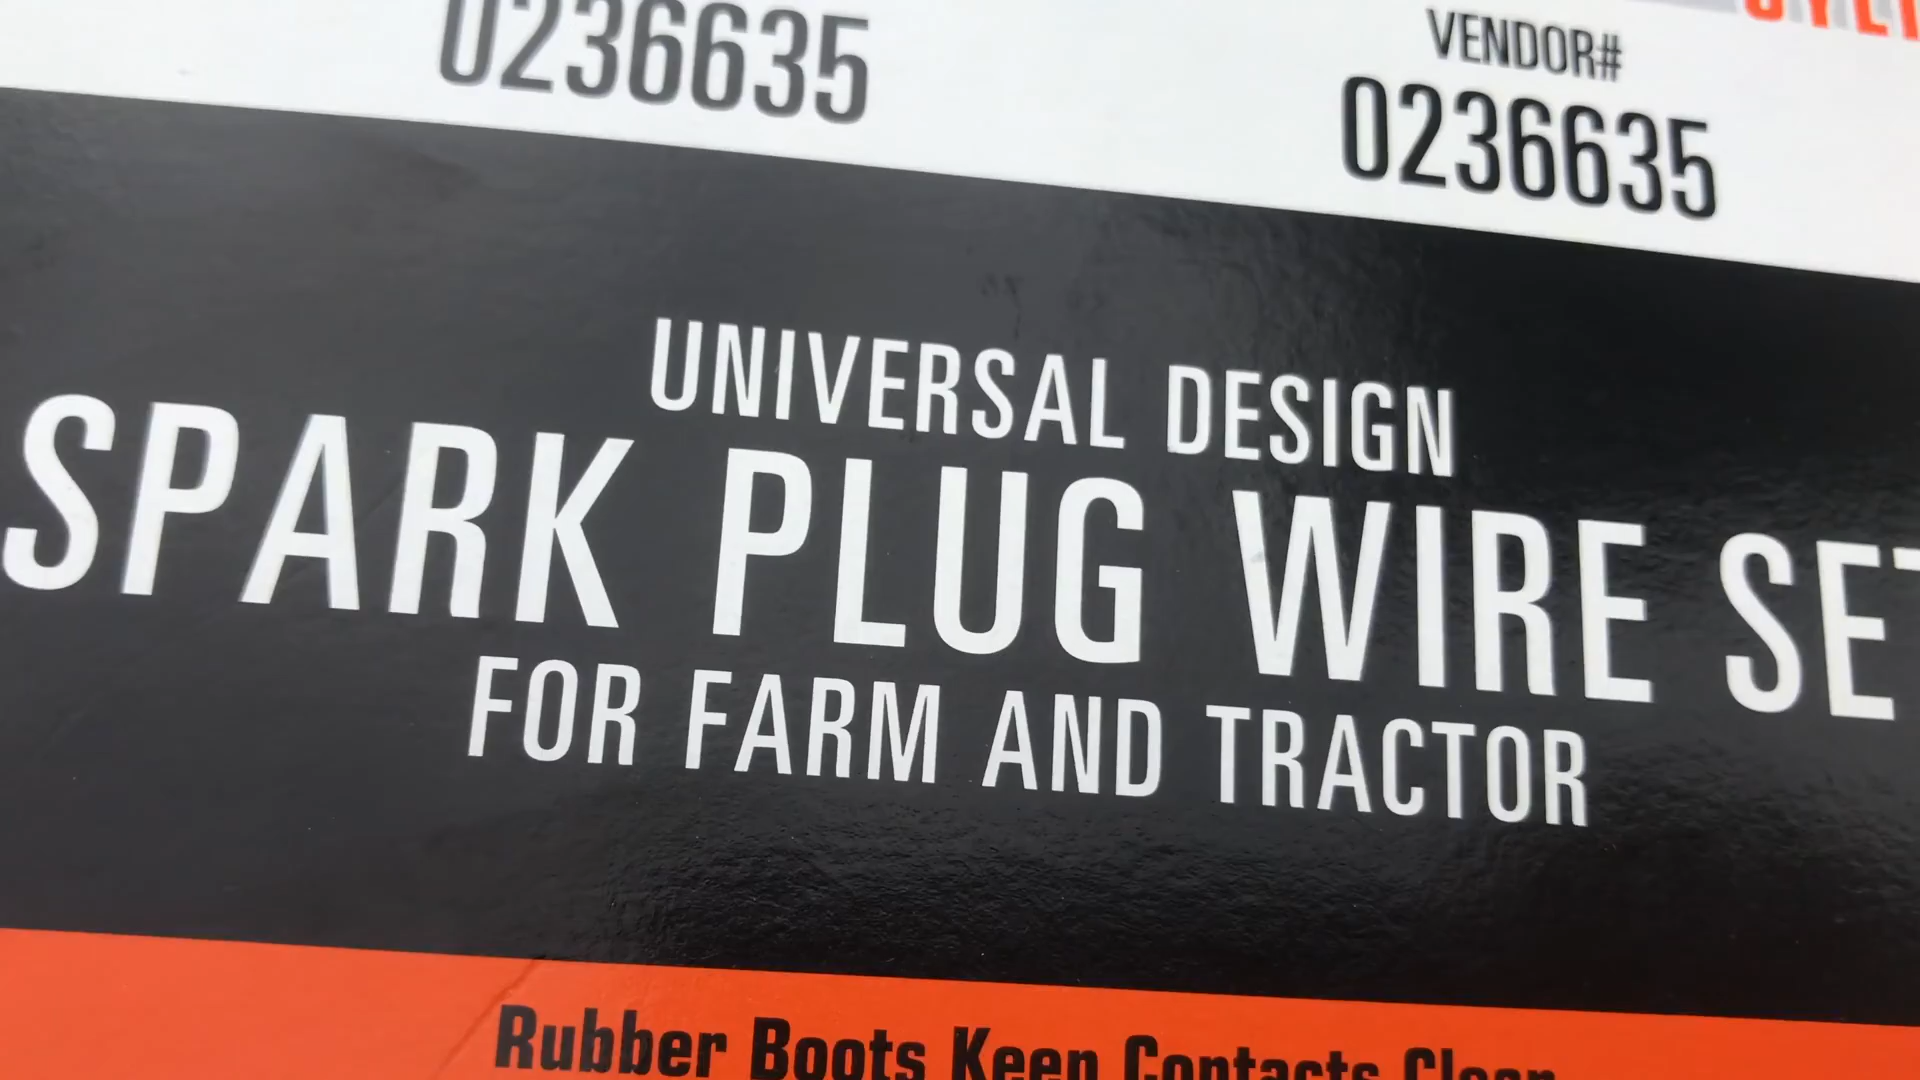 0236635
VENDOR#
0236635
UNIVERSAL DESIGN
SPARK PLUG WIRE SET
FOR FARM AND TRACTOR
Rubber Boots Keep Contacts Clean